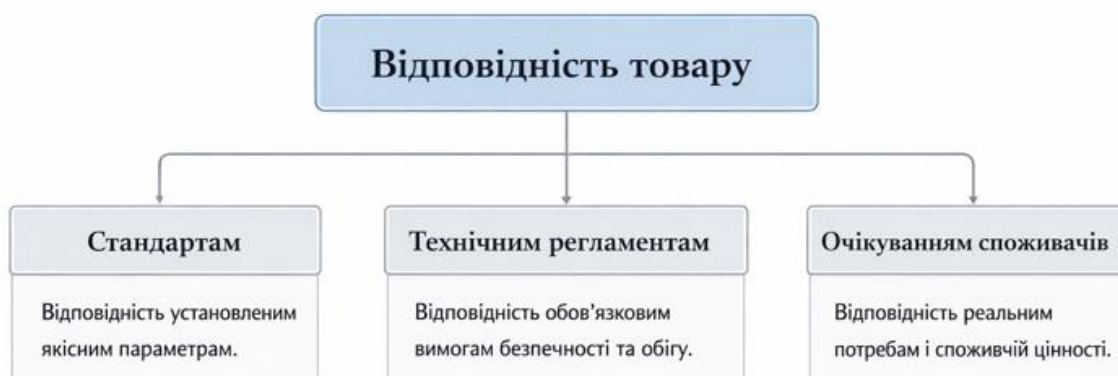 Відповідність товару
Стандартам
Відповідність установленим
якісним параметрам.
Технічним регламентам
Відповідність обов’язковим
вимогам безпечності та обігу.
Очікуванням споживачів
Відповідність реальним
потребам і споживчій цінності.